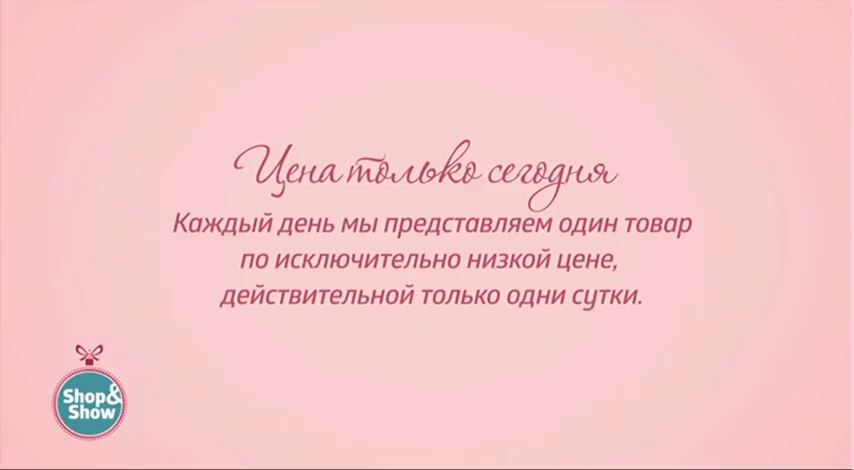 Цена только сегодня
Каждый день мы представляем один товар
по исключительно низкой цене,
действительной только одни сутки.
Shop&
Show